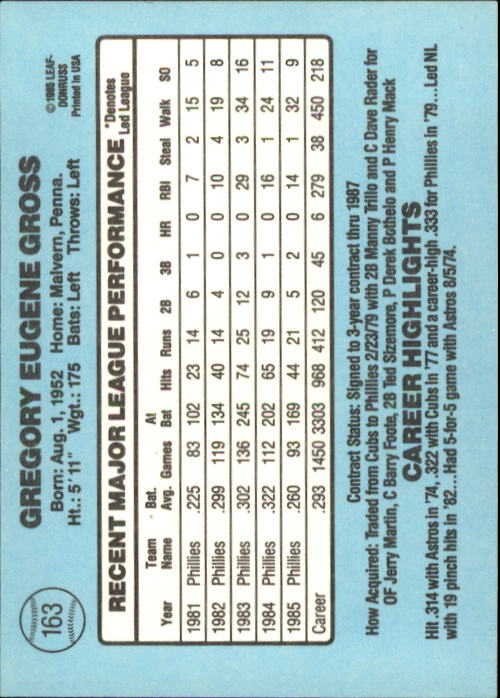 163
GREGORY EUGENE GROSS
©1985 LEAF-
DONRUSS
Printed in USA
Born: Aug. 1, 1952 Home: Malvern, Penna.
Ht.: 5' 11" Wgt.: 175 Bats: Left Throws: Left
RECENT MAJOR LEAGUE PERFORMANCE *Denotes
Led League
Team Bat. At
Year Name Avg. Games Bat Hits Runs 2B 3B HR RBI Steal Walk SO
1981 Phillies .225 83 102 23 14 6 1 0 7 2 15 5
1982 Phillies .299 119 134 40 14 4 0 0 10 4 19 8
1983 Phillies .302 136 245 74 25 12 3 0 29 3 34 16
1984 Phillies .322 112 202 65 19 9 1 0 16 1 24 11
1985 Phillies .260 93 169 44 21 5 2 0 14 1 32 9
Career .293 1450 3303 968 412 120 45 6 279 38 450 218
Contract Status: Signed to 3-year contract thru 1987
How Acquired: Traded from Cubs to Phillies 2/23/79 with 2B Manny Trillo and C Dave Rader for
OF Jerry Martin, C Barry Foote, 2B Ted Sizemore, P Derek Bothelo and P Henry Mack
CAREER HIGHLIGHTS
Hit .314 with Astros in '74, .322 with Cubs in '77 and a career-high .333 for Phillies in '79...Led NL
with 19 pinch hits in '82...Had 5-for-5 game with Astros 8/5/74.